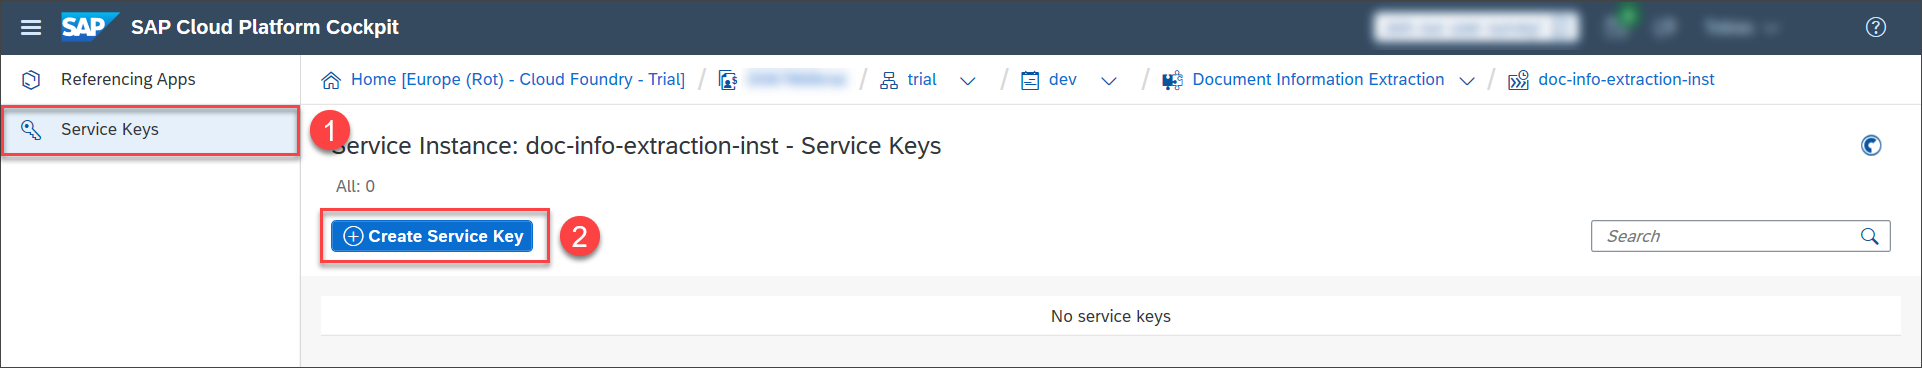 SAP SAP Cloud Platform Cockpit
Referencing Apps
Home [Europe (Rot) - Cloud Foundry - Trial] / / trial / dev / Document Information Extraction / doc-info-extraction-inst
Service Keys
1
Service Instance: doc-info-extraction-inst - Service Keys
All: 0
Create Service Key
2
Search
No service keys